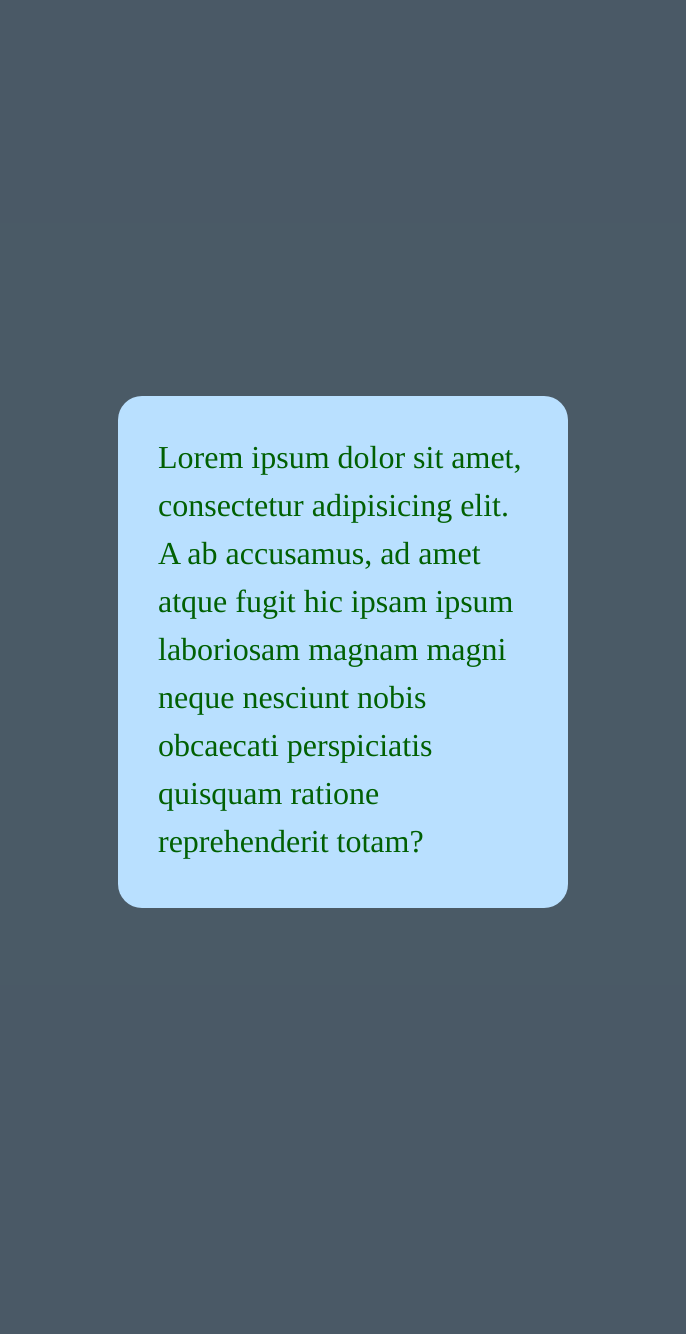 Lorem ipsum dolor sit amet,
consectetur adipisicing elit.
A ab accusamus, ad amet
atque fugit hic ipsam ipsum
laboriosam magnam magni
neque nesciunt nobis
obcaecati perspiciatis
quisquam ratione
reprehenderit totam?